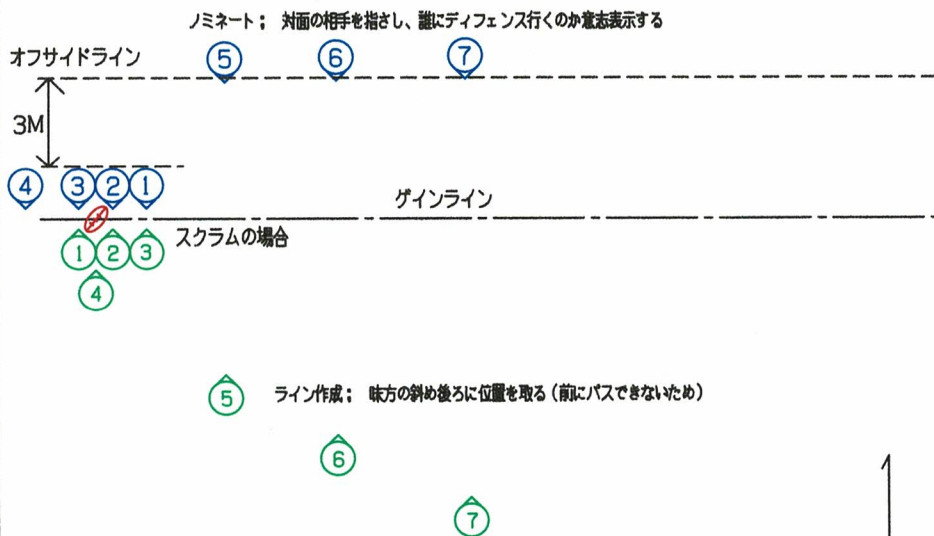 ノミネート； 対面の相手を指さし、誰にディフェンス行くのか意志表示する
オフサイドライン
5 6 7
3M
4 3 2 1
ゲインライン
スクラムの場合
1 2 3
4
5
ライン作成； 味方の斜め後ろに位置を取る（前にパスできないため）
6
7